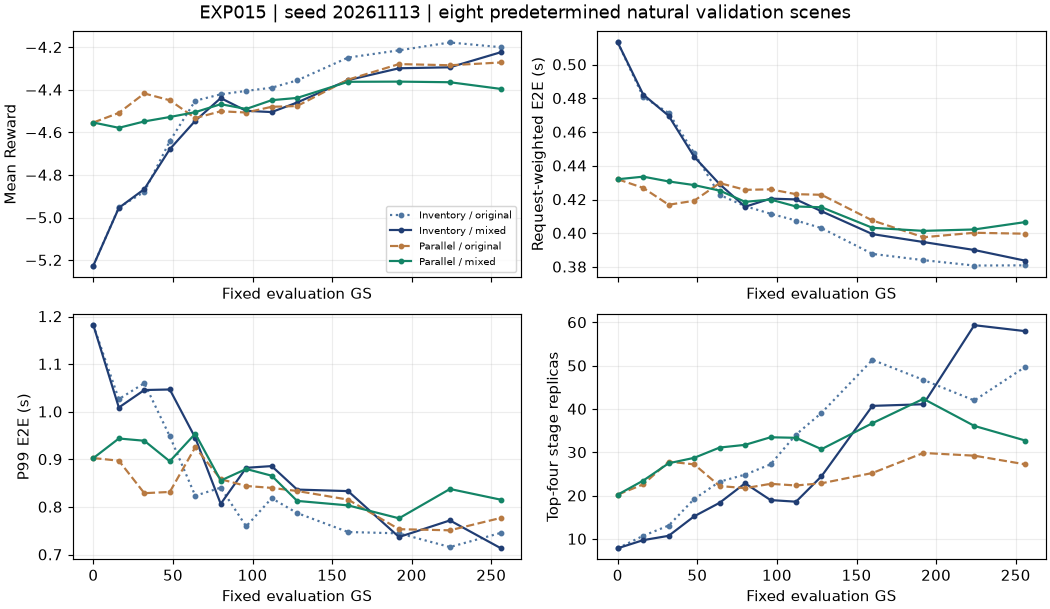 EXP015 | seed 20261113 | eight predetermined natural validation scenes
Mean Reward
−4.2
−4.4
−4.6
−4.8
−5.0
−5.2
Inventory / original
Inventory / mixed
Parallel / original
Parallel / mixed
Fixed evaluation GS
Request-weighted E2E (s)
0.50
0.48
0.46
0.44
0.42
0.40
0.38
Fixed evaluation GS
P99 E2E (s)
1.2
1.1
1.0
0.9
0.8
0.7
0 50 100 150 200 250
Fixed evaluation GS
Top-four stage replicas
60
50
40
30
20
10
0 50 100 150 200 250
Fixed evaluation GS